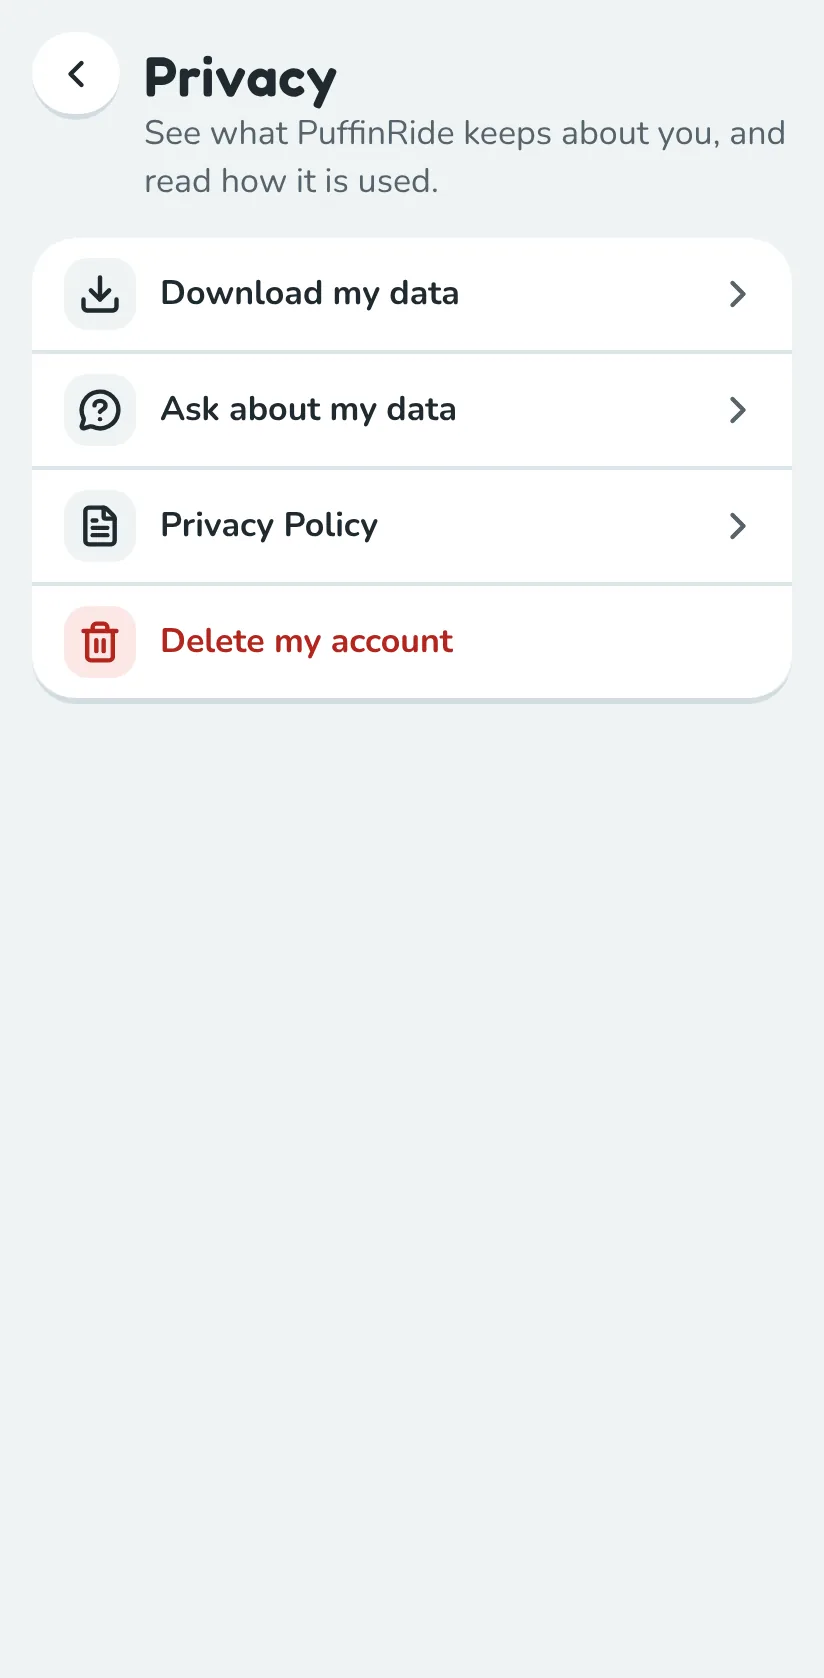 Privacy
See what PuffinRide keeps about you, and
read how it is used.
Download my data
Ask about my data
Privacy Policy
Delete my account